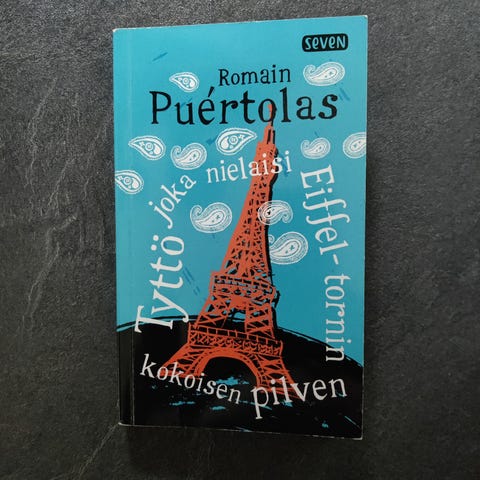 seven
Romain
Puértolas
Tyttö joka nielaisi
Eiffel-tornin
kokoisen pilven